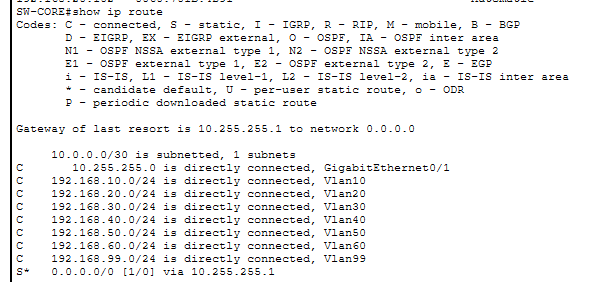 SW-CORE#show ip route
Codes: C - connected, S - static, I - IGRP, R - RIP, M - mobile, B - BGP
D - EIGRP, EX - EIGRP external, O - OSPF, IA - OSPF inter area
N1 - OSPF NSSA external type 1, N2 - OSPF NSSA external type 2
E1 - OSPF external type 1, E2 - OSPF external type 2, E - EGP
i - IS-IS, L1 - IS-IS level-1, L2 - IS-IS level-2, ia - IS-IS inter area
* - candidate default, U - per-user static route, o - ODR
P - periodic downloaded static route
Gateway of last resort is 10.255.255.1 to network 0.0.0.0
10.0.0.0/30 is subnetted, 1 subnets
C 10.255.255.0 is directly connected, GigabitEthernet0/1
C 192.168.10.0/24 is directly connected, Vlan10
C 192.168.20.0/24 is directly connected, Vlan20
C 192.168.30.0/24 is directly connected, Vlan30
C 192.168.40.0/24 is directly connected, Vlan40
C 192.168.50.0/24 is directly connected, Vlan50
C 192.168.60.0/24 is directly connected, Vlan60
C 192.168.99.0/24 is directly connected, Vlan99
S* 0.0.0.0/0 [1/0] via 10.255.255.1